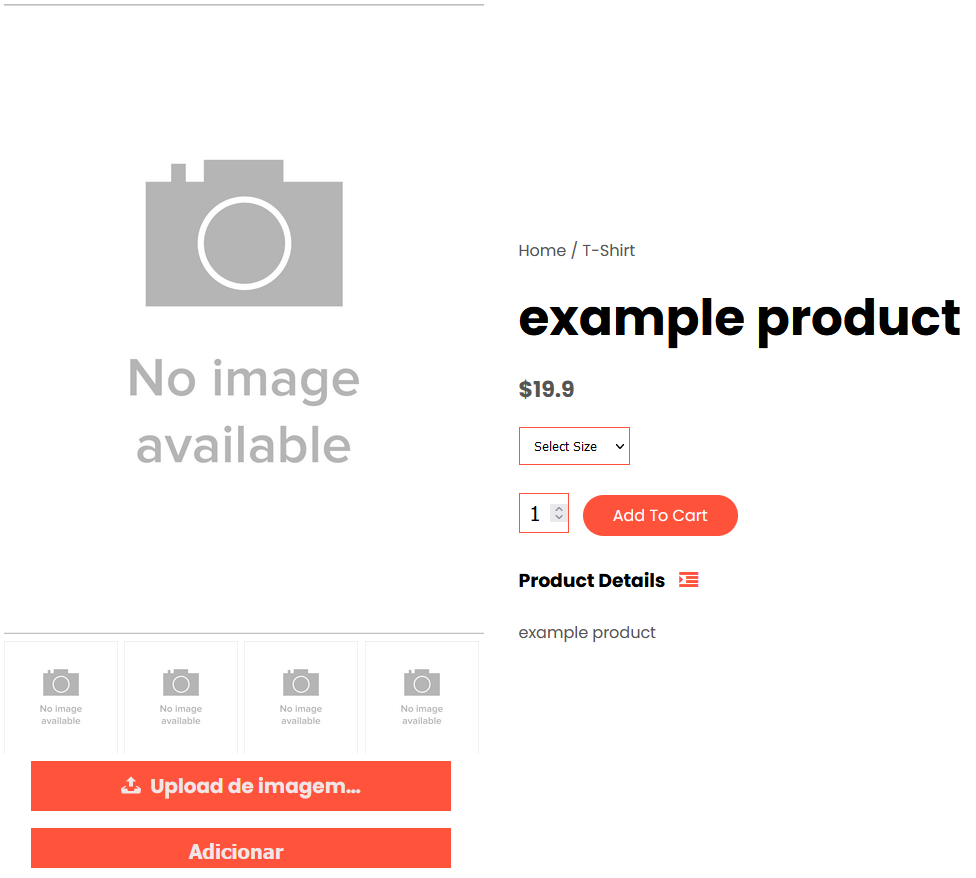 No image
available
Home / T-Shirt
example product
$19.9
Select Size
1
Add To Cart
Product Details
example product
No image
available
No image
available
No image
available
No image
available
Upload de imagem...
Adicionar